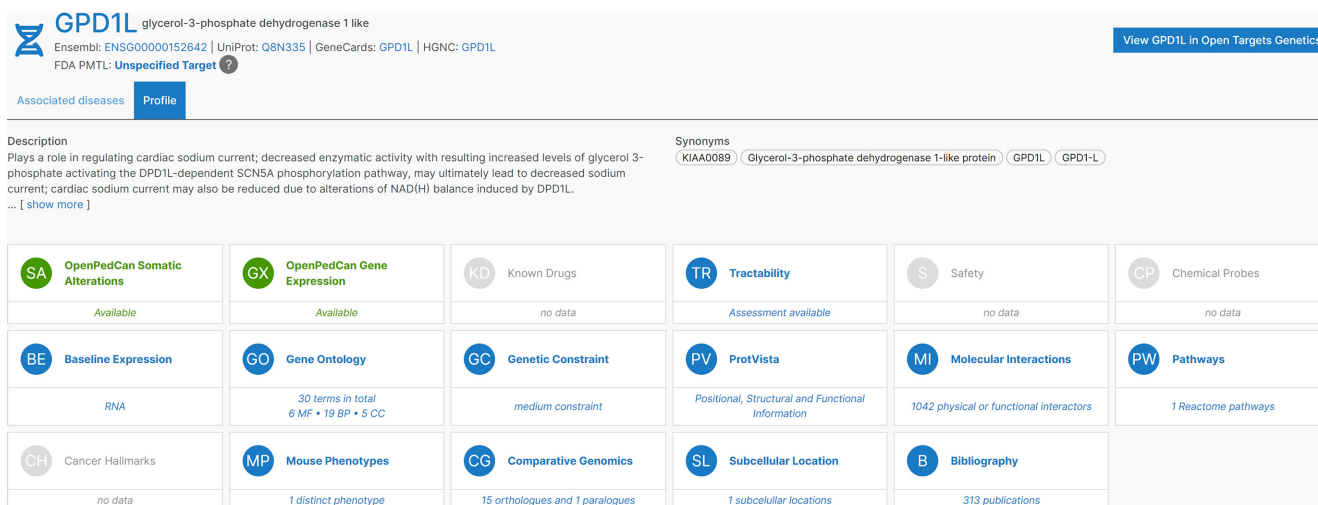 GPD1L glycerol-3-phosphate dehydrogenase 1 like
Ensembl: ENSG00000152642 | UniProt: Q8N335 | GeneCards: GPD1L | HGNC: GPD1L
FDA PMTL: Unspecified Target ?
View GPD1L in Open Targets Genetics
Associated diseases Profile
Description
Plays a role in regulating cardiac sodium current; decreased enzymatic activity with resulting increased levels of glycerol 3-
phosphate activating the DPD1L-dependent SCN5A phosphorylation pathway, may ultimately lead to decreased sodium
current; cardiac sodium current may also be reduced due to alterations of NAD(H) balance induced by DPD1L.
... [ show more ]
Synonyms
KIAA0089 Glycerol-3-phosphate dehydrogenase 1-like protein GPD1L GPD1-L
SA OpenPedCan Somatic
Alterations
Available
GX OpenPedCan Gene
Expression
Available
KD Known Drugs
no data
TR Tractability
Assessment available
S Safety
no data
CP Chemical Probes
no data
BE Baseline Expression
RNA
GO Gene Ontology
30 terms in total
6 MF • 19 BP • 5 CC
GC Genetic Constraint
medium constraint
PV ProtVista
Positional, Structural and Functional
Information
MI Molecular Interactions
1042 physical or functional interactors
PW Pathways
1 Reactome pathways
CH Cancer Hallmarks
no data
MP Mouse Phenotypes
1 distinct phenotype
CG Comparative Genomics
15 orthologues and 1 paralogues
SL Subcellular Location
1 subcelullar locations
B Bibliography
313 publications